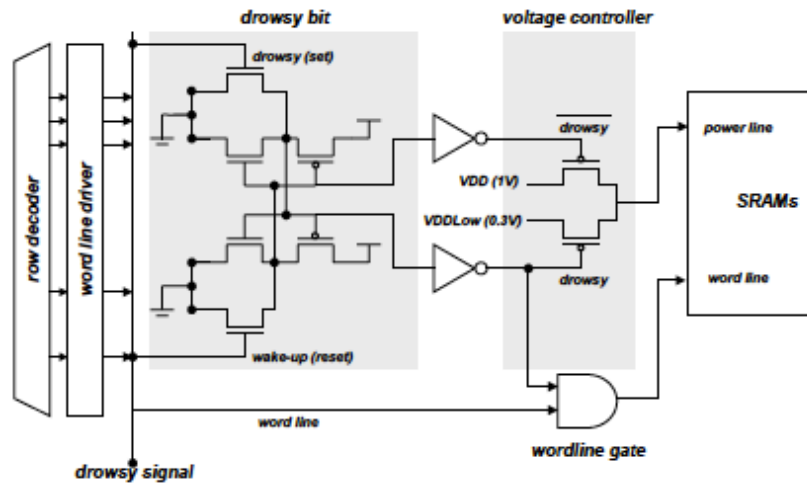 drowsy bit
voltage controller
drowsy (set)
drowsy
power line
VDD (1V)
SRAMs
VDDLow (0.3V)
row decoder
word line driver
drowsy
word line
wake-up (reset)
word line
wordline gate
drowsy signal